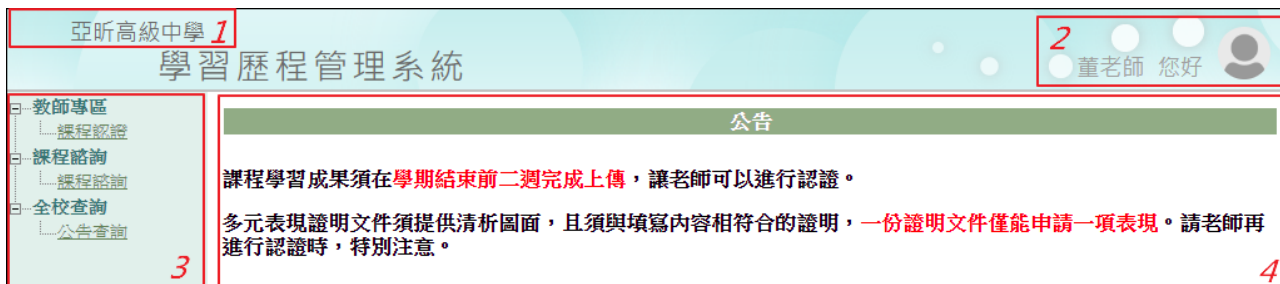 亞昕高級中學 1
學習歷程管理系統
2
董老師 您好
教師專區
課程認證
課程諮詢
課程諮詢
全校查詢
公告查詢
3
公告
課程學習成果須在學期結束前二週完成上傳，讓老師可以進行認證。
多元表現證明文件須提供清析圖面，且須與填寫內容相符合的證明，一份證明文件僅能申請一項表現。請老師再
進行認證時，特別注意。
4